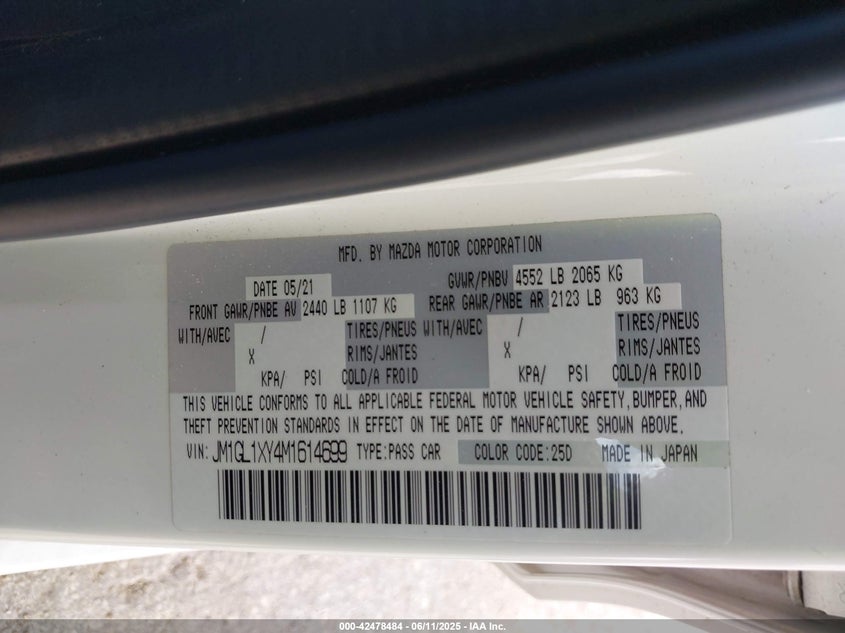 MFD. BY MAZDA MOTOR CORPORATION
DATE 05/21 GVWR/PNBV 4552 LB 2065 KG
FRONT GAWR/PNBE AV 2440 LB 1107 KG REAR GAWR/PNBE AR 2123 LB 963 KG
WITH/AVEC / TIRES/PNEUS WITH/AVEC / TIRES/PNEUS
X RIMS/JANTES X RIMS/JANTES
KPA/ PSI COLD/A FROID KPA/ PSI COLD/A FROID
THIS VEHICLE CONFORMS TO ALL APPLICABLE FEDERAL MOTOR VEHICLE SAFETY, BUMPER, AND
THEFT PREVENTION STANDARDS IN EFFECT ON THE DATE OF MANUFACTURE SHOWN ABOVE.
VIN: JM1GL1XY4M1614699 TYPE:PASS CAR COLOR CODE:25D MADE IN JAPAN
000-42478484 - 06/11/2025 - IAA Inc.